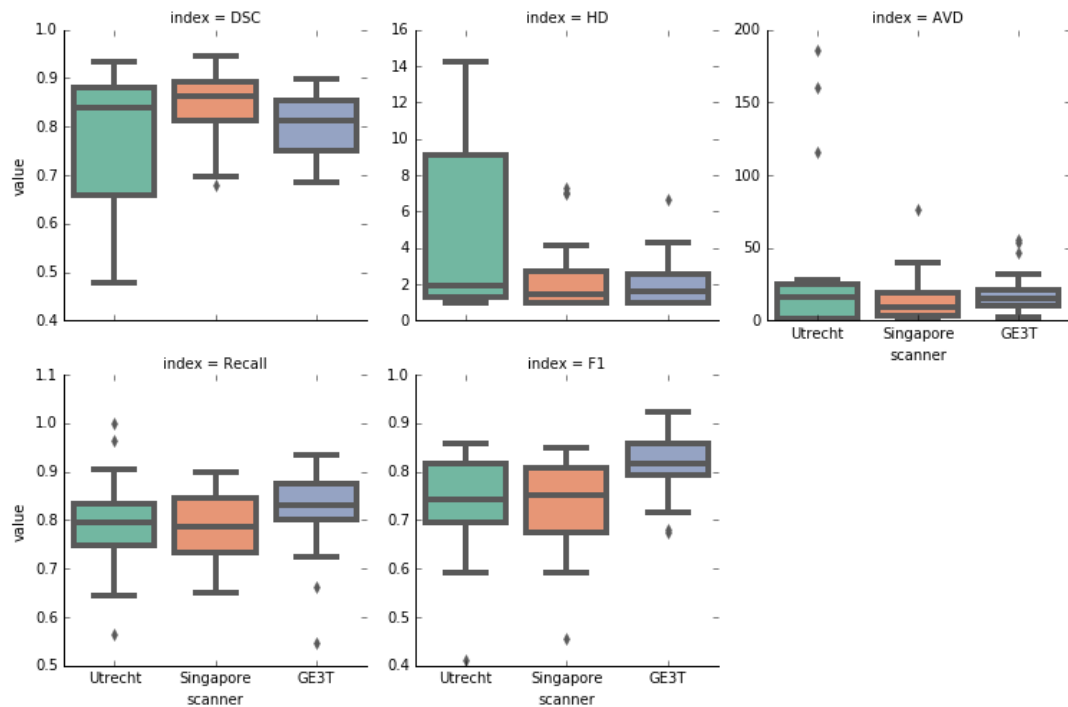 index = DSC
index = HD
index = AVD
1.0
0.9
0.8
0.7
0.6
0.5
0.4
value
16
14
12
10
8
6
4
2
0
200
150
100
50
0
Utrecht
Singapore
GE3T
scanner
index = Recall
index = F1
1.1
1.0
0.9
0.8
0.7
0.6
0.5
value
Utrecht
Singapore
GE3T
scanner
1.0
0.9
0.8
0.7
0.6
0.5
0.4
Utrecht
Singapore
GE3T
scanner